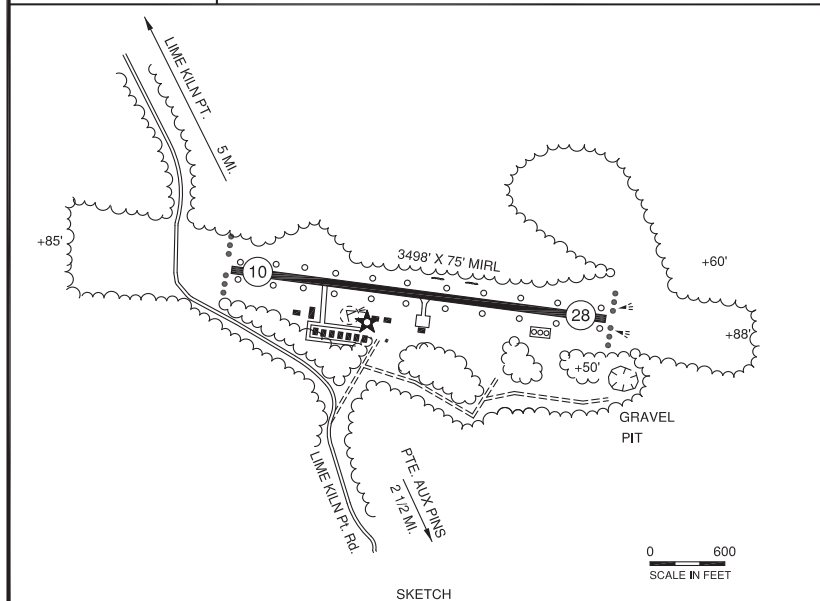 LIME KILN PT.
5 MI.
+85'
+60'
3498' X 75' MIRL
10
28
+88'
+50'
GRAVEL
PIT
LIME KILN Pt. Rd.
PTE. AUX PINS
2 1/2 MI.
0 600
SCALE IN FEET
SKETCH